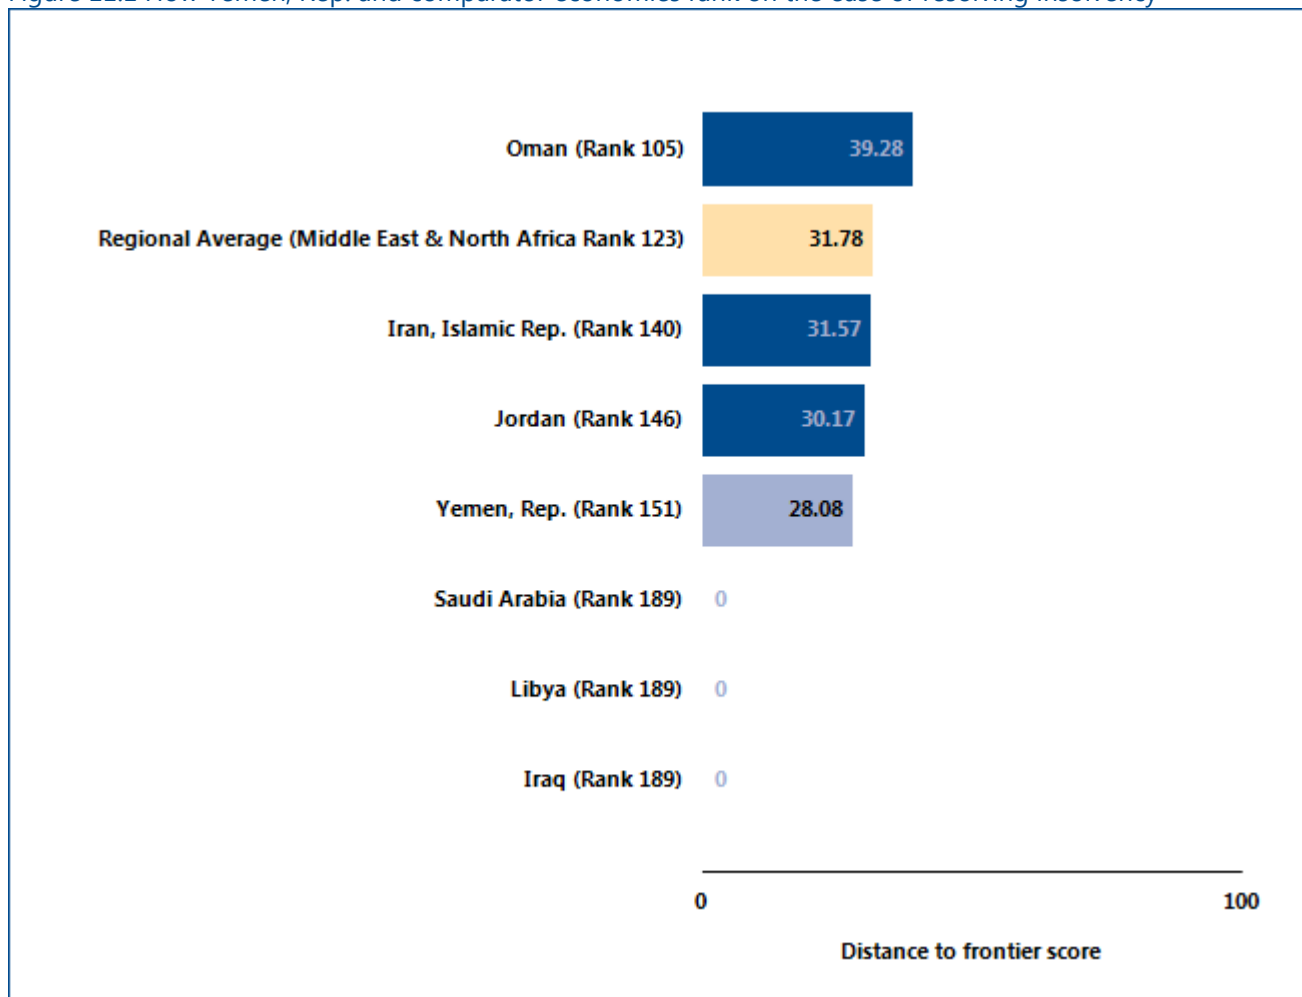 Oman (Rank 105) 39.28
Regional Average (Middle East & North Africa Rank 123) 31.78
Iran, Islamic Rep. (Rank 140) 31.57
Jordan (Rank 146) 30.17
Yemen, Rep. (Rank 151) 28.08
Saudi Arabia (Rank 189) 0
Libya (Rank 189) 0
Iraq (Rank 189) 0
0 100
Distance to frontier score